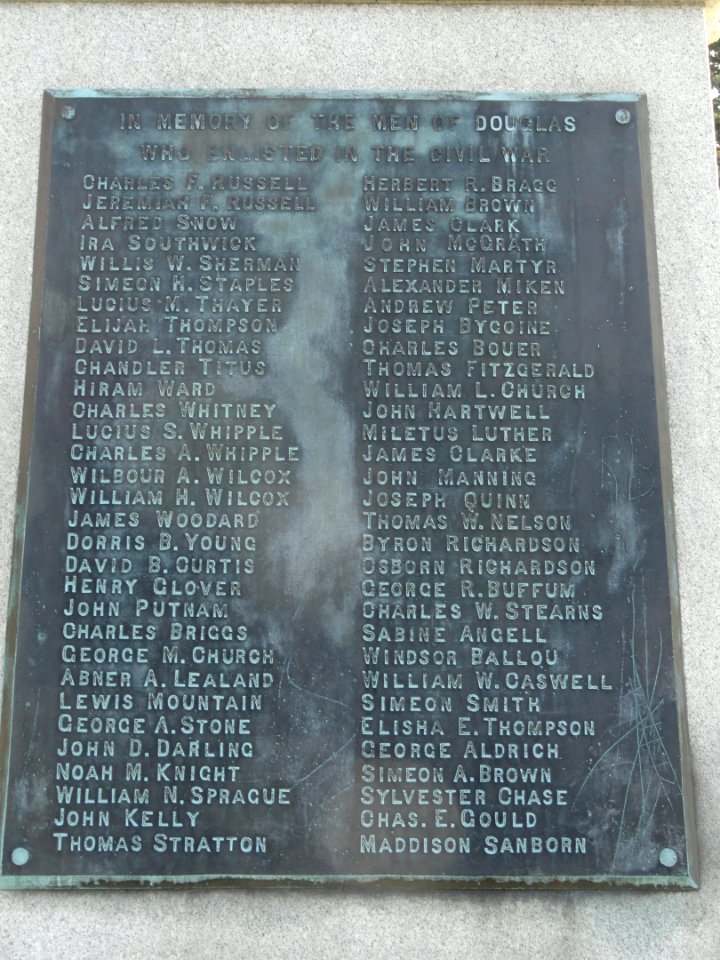 IN MEMORY OF THE MEN OF DOUGLAS
WHO ENLISTED IN THE CIVIL WAR
CHARLES F. RUSSELL
JEREMIAH F. RUSSELL
ALFRED SNOW
IRA SOUTHWICK
WILLIS W. SHERMAN
SIMEON H. STAPLES
LUCIUS M. THAYER
ELIJAH THOMPSON
DAVID L. THOMAS
CHANDLER TITUS
HIRAM WARD
CHARLES WHITNEY
LUCIUS S. WHIPPLE
CHARLES A. WHIPPLE
WILBOUR A. WILCOX
WILLIAM H. WILCOX
JAMES WOODARD
DORRIS B. YOUNG
DAVID B. CURTIS
HENRY GLOVER
JOHN PUTNAM
CHARLES BRIGGS
GEORGE M. CHURCH
ABNER A. LEALAND
LEWIS MOUNTAIN
GEORGE A. STONE
JOHN D. DARLING
NOAH M. KNIGHT
WILLIAM N. SPRAGUE
JOHN KELLY
THOMAS STRATTON
HERBERT R. BRAGG
WILLIAM BROWN
JAMES CLARK
JOHN MCGRATH
STEPHEN MARTYR
ALEXANDER MIKEN
ANDREW PETER
JOSEPH BYGOINE
CHARLES BOUER
THOMAS FITZGERALD
WILLIAM L. CHURCH
JOHN HARTWELL
MILETUS LUTHER
JAMES CLARKE
JOHN MANNING
JOSEPH QUINN
THOMAS W. NELSON
BYRON RICHARDSON
OSBORN RICHARDSON
GEORGE R. BUFFUM
CHARLES W. STEARNS
SABINE ANGELL
WINDSOR BALLOU
WILLIAM W. CASWELL
SIMEON SMITH
ELISHA E. THOMPSON
GEORGE ALDRICH
SIMEON A. BROWN
SYLVESTER CHASE
CHAS. E. GOULD
MADDISON SANBORN